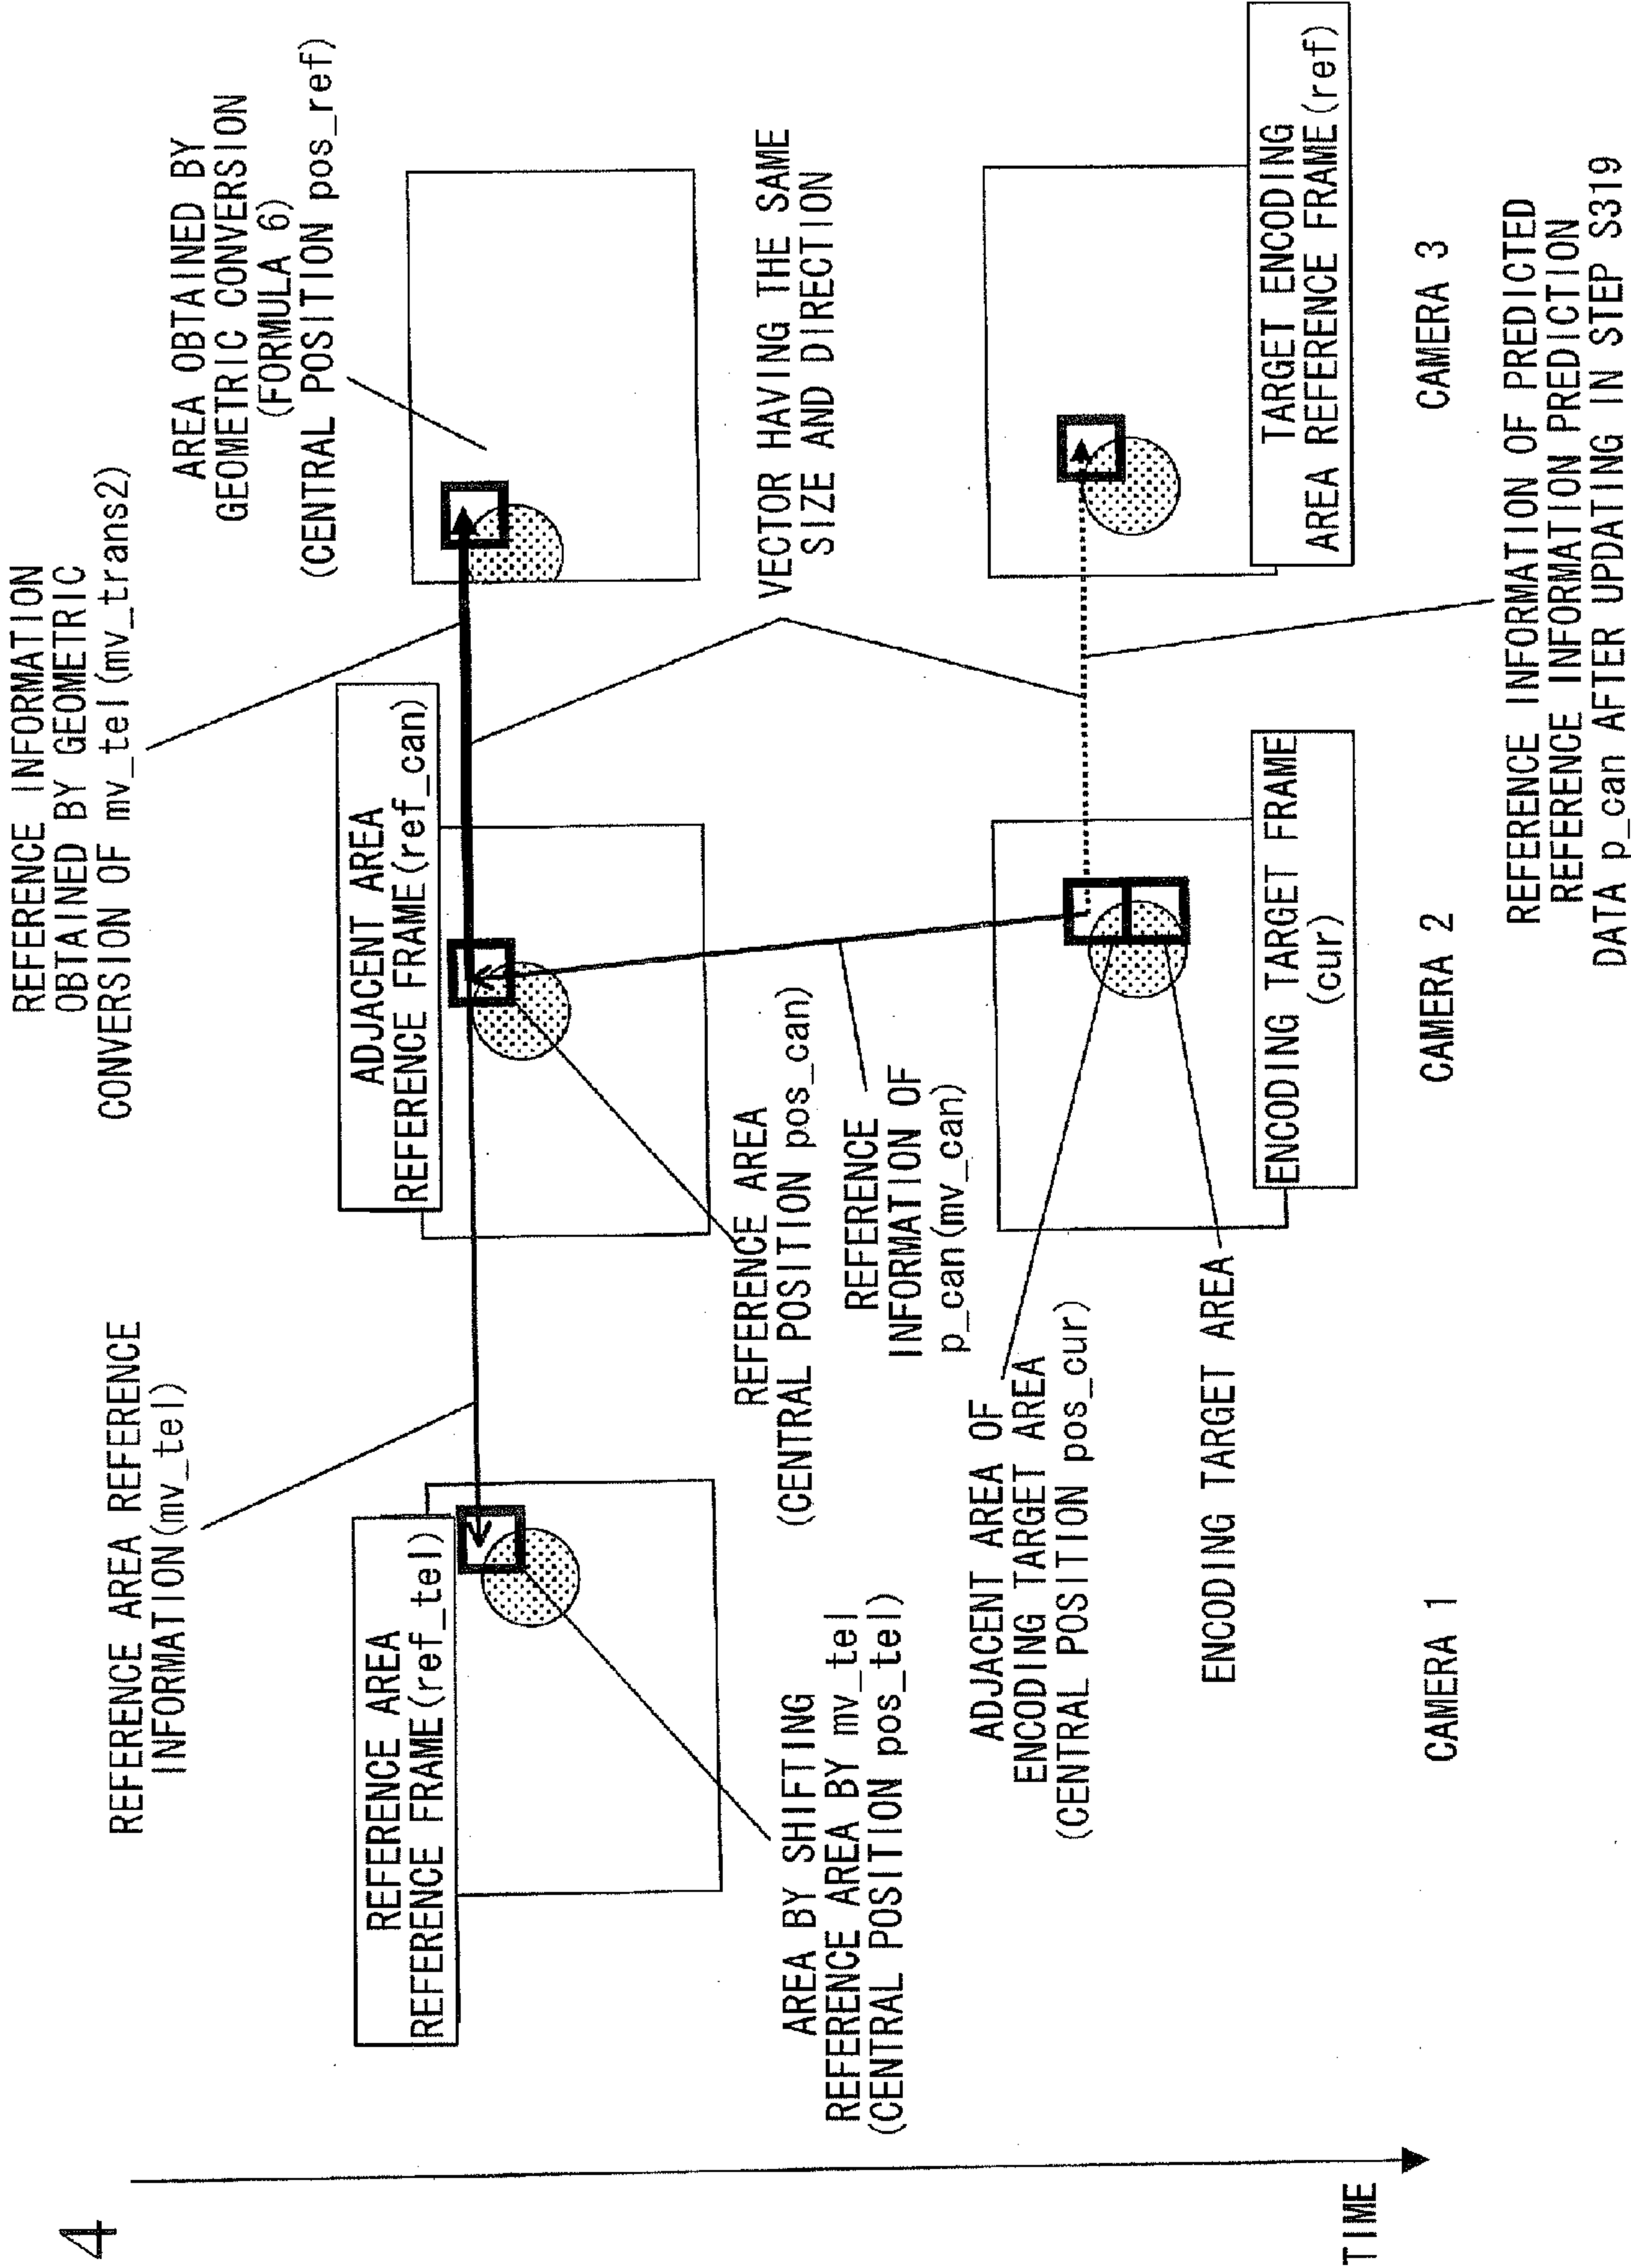 4
REFERENCE INFORMATION
OBTAINED BY GEOMETRIC
CONVERSION OF mv_tel(mv_trans2)
AREA OBTAINED BY
GEOMETRIC CONVERSION
(FORMULA 6)
(CENTRAL POSITION pos_ref)
REFERENCE AREA REFERENCE
INFORMATION(mv_tel)
REFERENCE AREA
REFERENCE FRAME(ref_tel)
ADJACENT AREA
REFERENCE FRAME(ref_can)
VECTOR HAVING THE SAME
SIZE AND DIRECTION
AREA BY SHIFTING
REFERENCE AREA BY mv_tel
(CENTRAL POSITION pos_tel)
REFERENCE AREA
(CENTRAL POSITION pos_can)
REFERENCE
INFORMATION OF
p_can(mv_can)
ADJACENT AREA OF
ENCODING TARGET AREA
(CENTRAL POSITION pos_cur)
ENCODING TARGET AREA
ENCODING TARGET FRAME
(cur)
TARGET ENCODING
AREA REFERENCE FRAME(ref)
TIME
CAMERA 1
CAMERA 2
CAMERA 3
REFERENCE INFORMATION OF PREDICTED
REFERENCE INFORMATION PREDICTION
DATA p_can AFTER UPDATING IN STEP S319